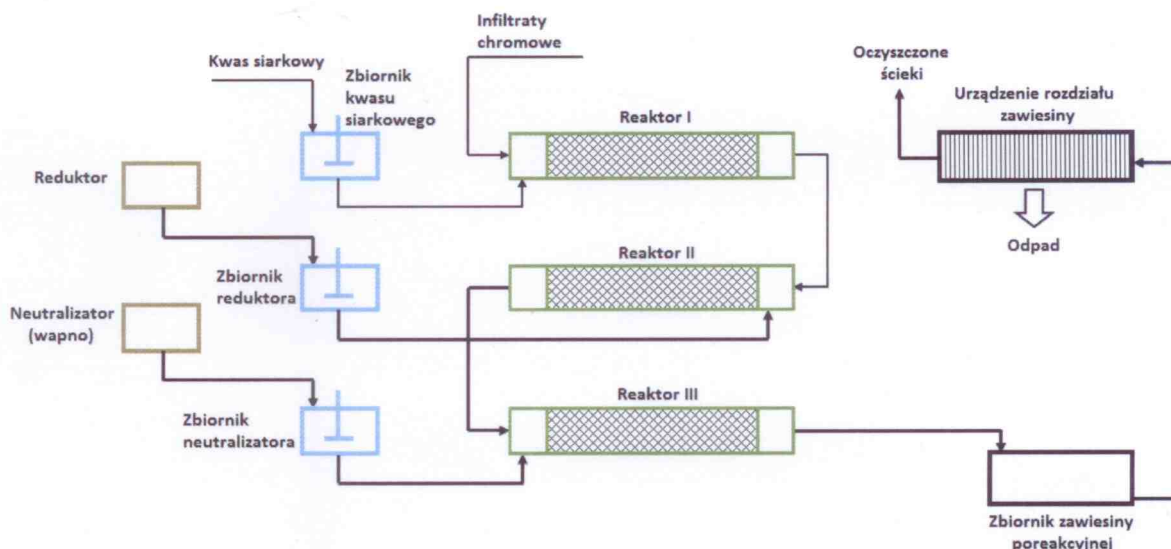 Infiltraty
chromowe
Kwas siarkowy
Zbiornik
kwasu
siarkowego
Reaktor I
Oczyszczone
ścieki
Urządzenie rozdziału
zawiesiny
Odpad
Reduktor
Zbiornik
reduktora
Reaktor II
Neutralizator
(wapno)
Zbiornik
neutralizatora
Reaktor III
Zbiornik zawiesiny
poreakcyjnej